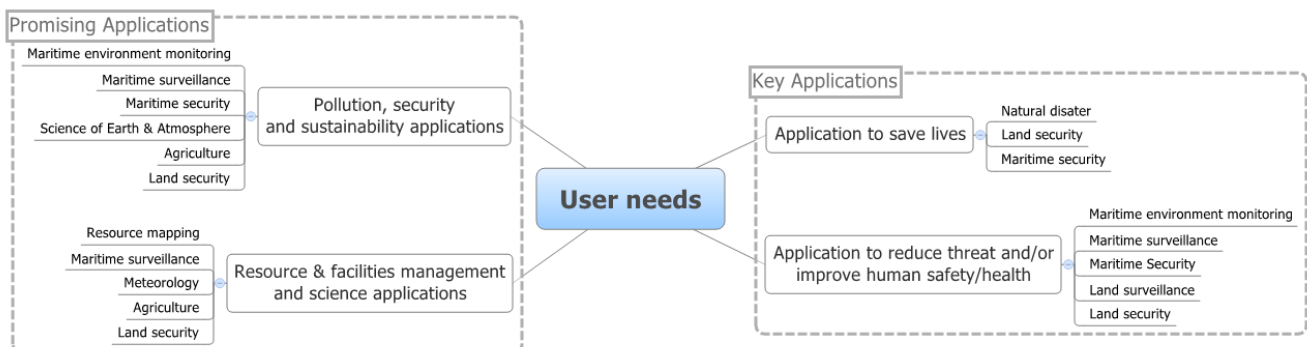 Promising Applications
Maritime environment monitoring
Maritime surveillance
Maritime security
Science of Earth & Atmosphere
Agriculture
Land security
Pollution, security
and sustainability applications
Resource mapping
Maritime surveillance
Meteorology
Agriculture
Land security
Resource & facilities management
and science applications
User needs
Key Applications
Application to save lives
Natural disater
Land security
Maritime security
Application to reduce threat and/or
improve human safety/health
Maritime environment monitoring
Maritime surveillance
Maritime Security
Land surveillance
Land security